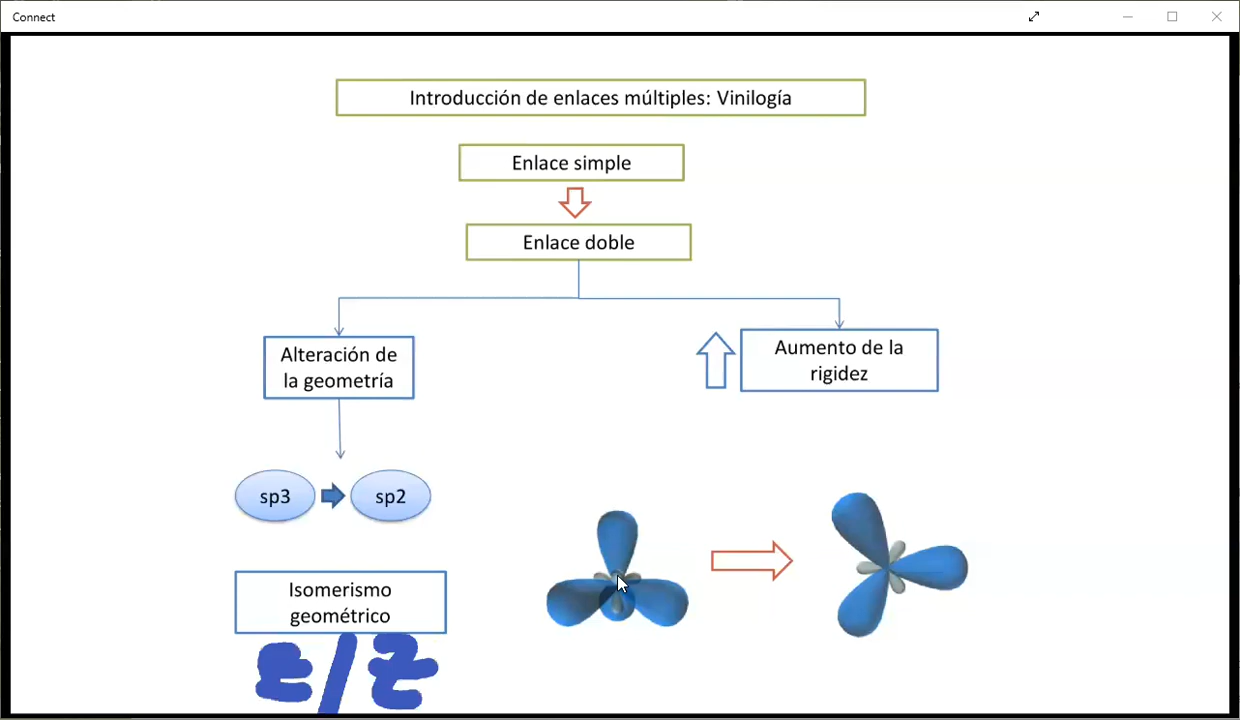 Connect
Introducción de enlaces múltiples: Vinilogía
Enlace simple
Enlace doble
Alteración de
la geometría
Aumento de la
rigidez
sp3
sp2
Isomerismo
geométrico
E/Z